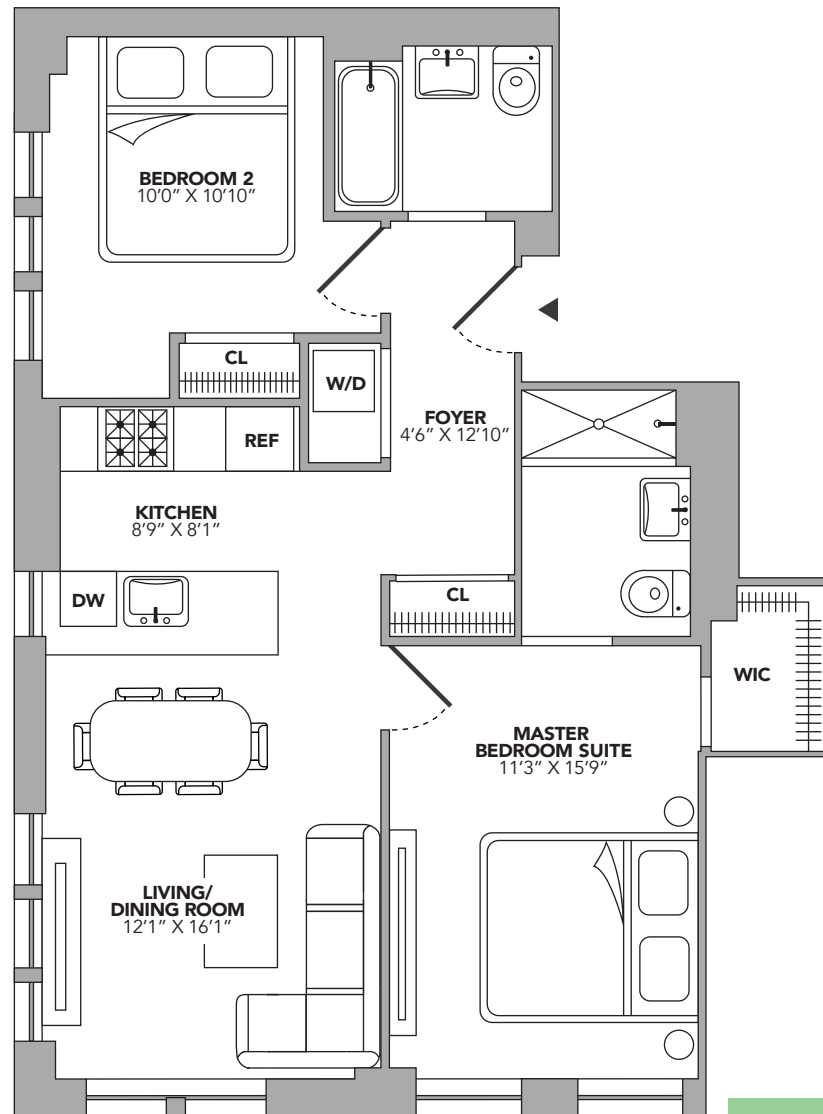 BEDROOM 2
10'0" X 10'10"
CL
W/D
REF
FOYER
4'6" X 12'10"
KITCHEN
8'9" X 8'1"
DW
CL
WIC
MASTER
BEDROOM SUITE
11'3" X 15'9"
LIVING/
DINING ROOM
12'1" X 16'1"